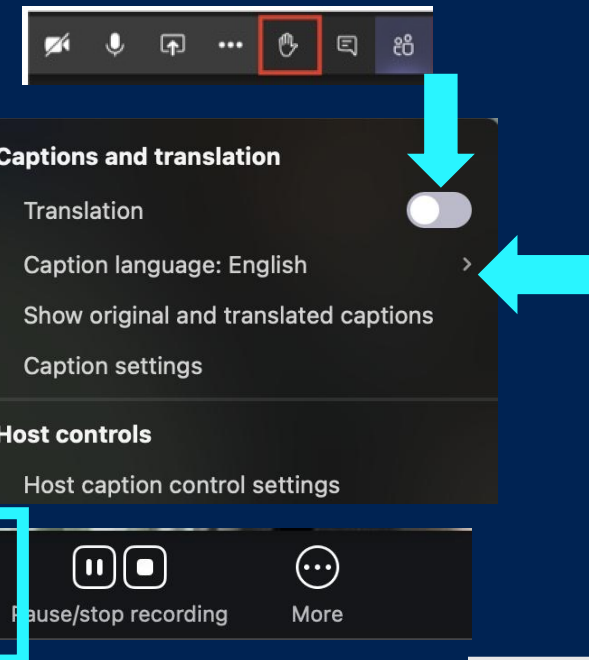 Captions and translation
Translation
Caption language: English
Show original and translated captions
Caption settings
Host controls
Host caption control settings
Pause/stop recording
More